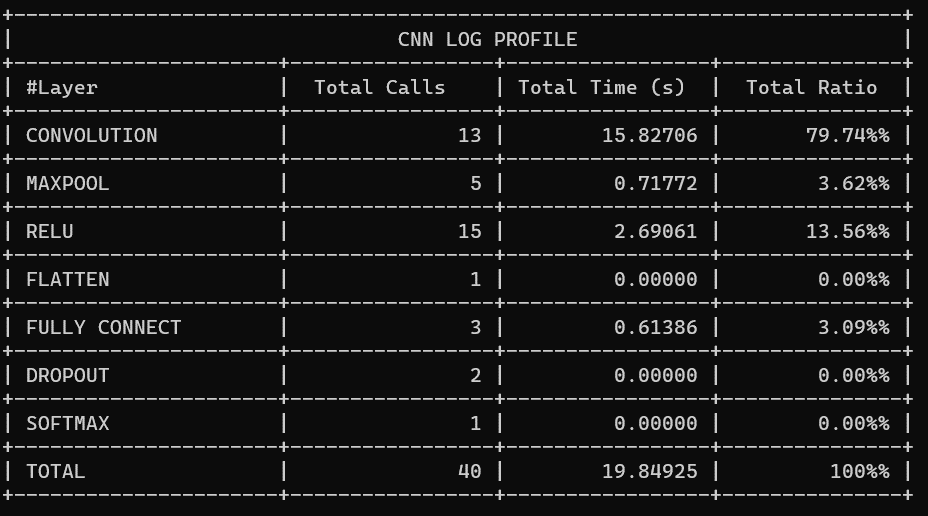 CNN LOG PROFILE
#Layer | Total Calls | Total Time (s) | Total Ratio
CONVOLUTION | 13 | 15.82706 | 79.74%%
MAXPOOL | 5 | 0.71772 | 3.62%%
RELU | 15 | 2.69061 | 13.56%%
FLATTEN | 1 | 0.00000 | 0.00%%
FULLY CONNECT | 3 | 0.61386 | 3.09%%
DROPOUT | 2 | 0.00000 | 0.00%%
SOFTMAX | 1 | 0.00000 | 0.00%%
TOTAL | 40 | 19.84925 | 100%%